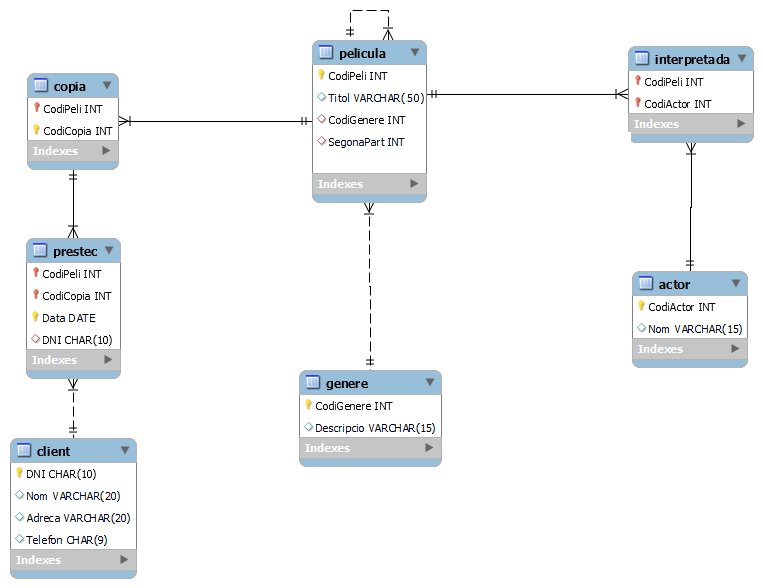 pelicula
CodiPeli INT
Titol VARCHAR(50)
CodiGenere INT
SegonaPart INT
Indexes
interpretada
CodiPeli INT
CodiActor INT
Indexes
copia
CodiPeli INT
CodiCopia INT
Indexes
prestec
CodiPeli INT
CodiCopia INT
Data DATE
DNI CHAR(10)
Indexes
actor
CodiActor INT
Nom VARCHAR(15)
Indexes
genere
CodiGenere INT
Descripcio VARCHAR(15)
Indexes
client
DNI CHAR(10)
Nom VARCHAR(20)
Adreca VARCHAR(20)
Telefon CHAR(9)
Indexes